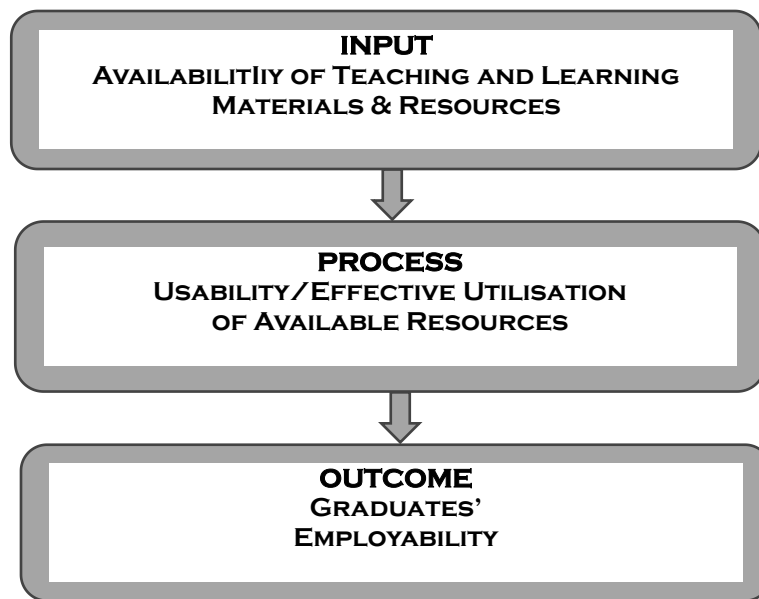 INPUT
AvailabilitIiy of Teaching and Learning
Materials & Resources
PROCESS
Usability/Effective Utilisation
of Available Resources
OUTCOME
Graduates’
Employability